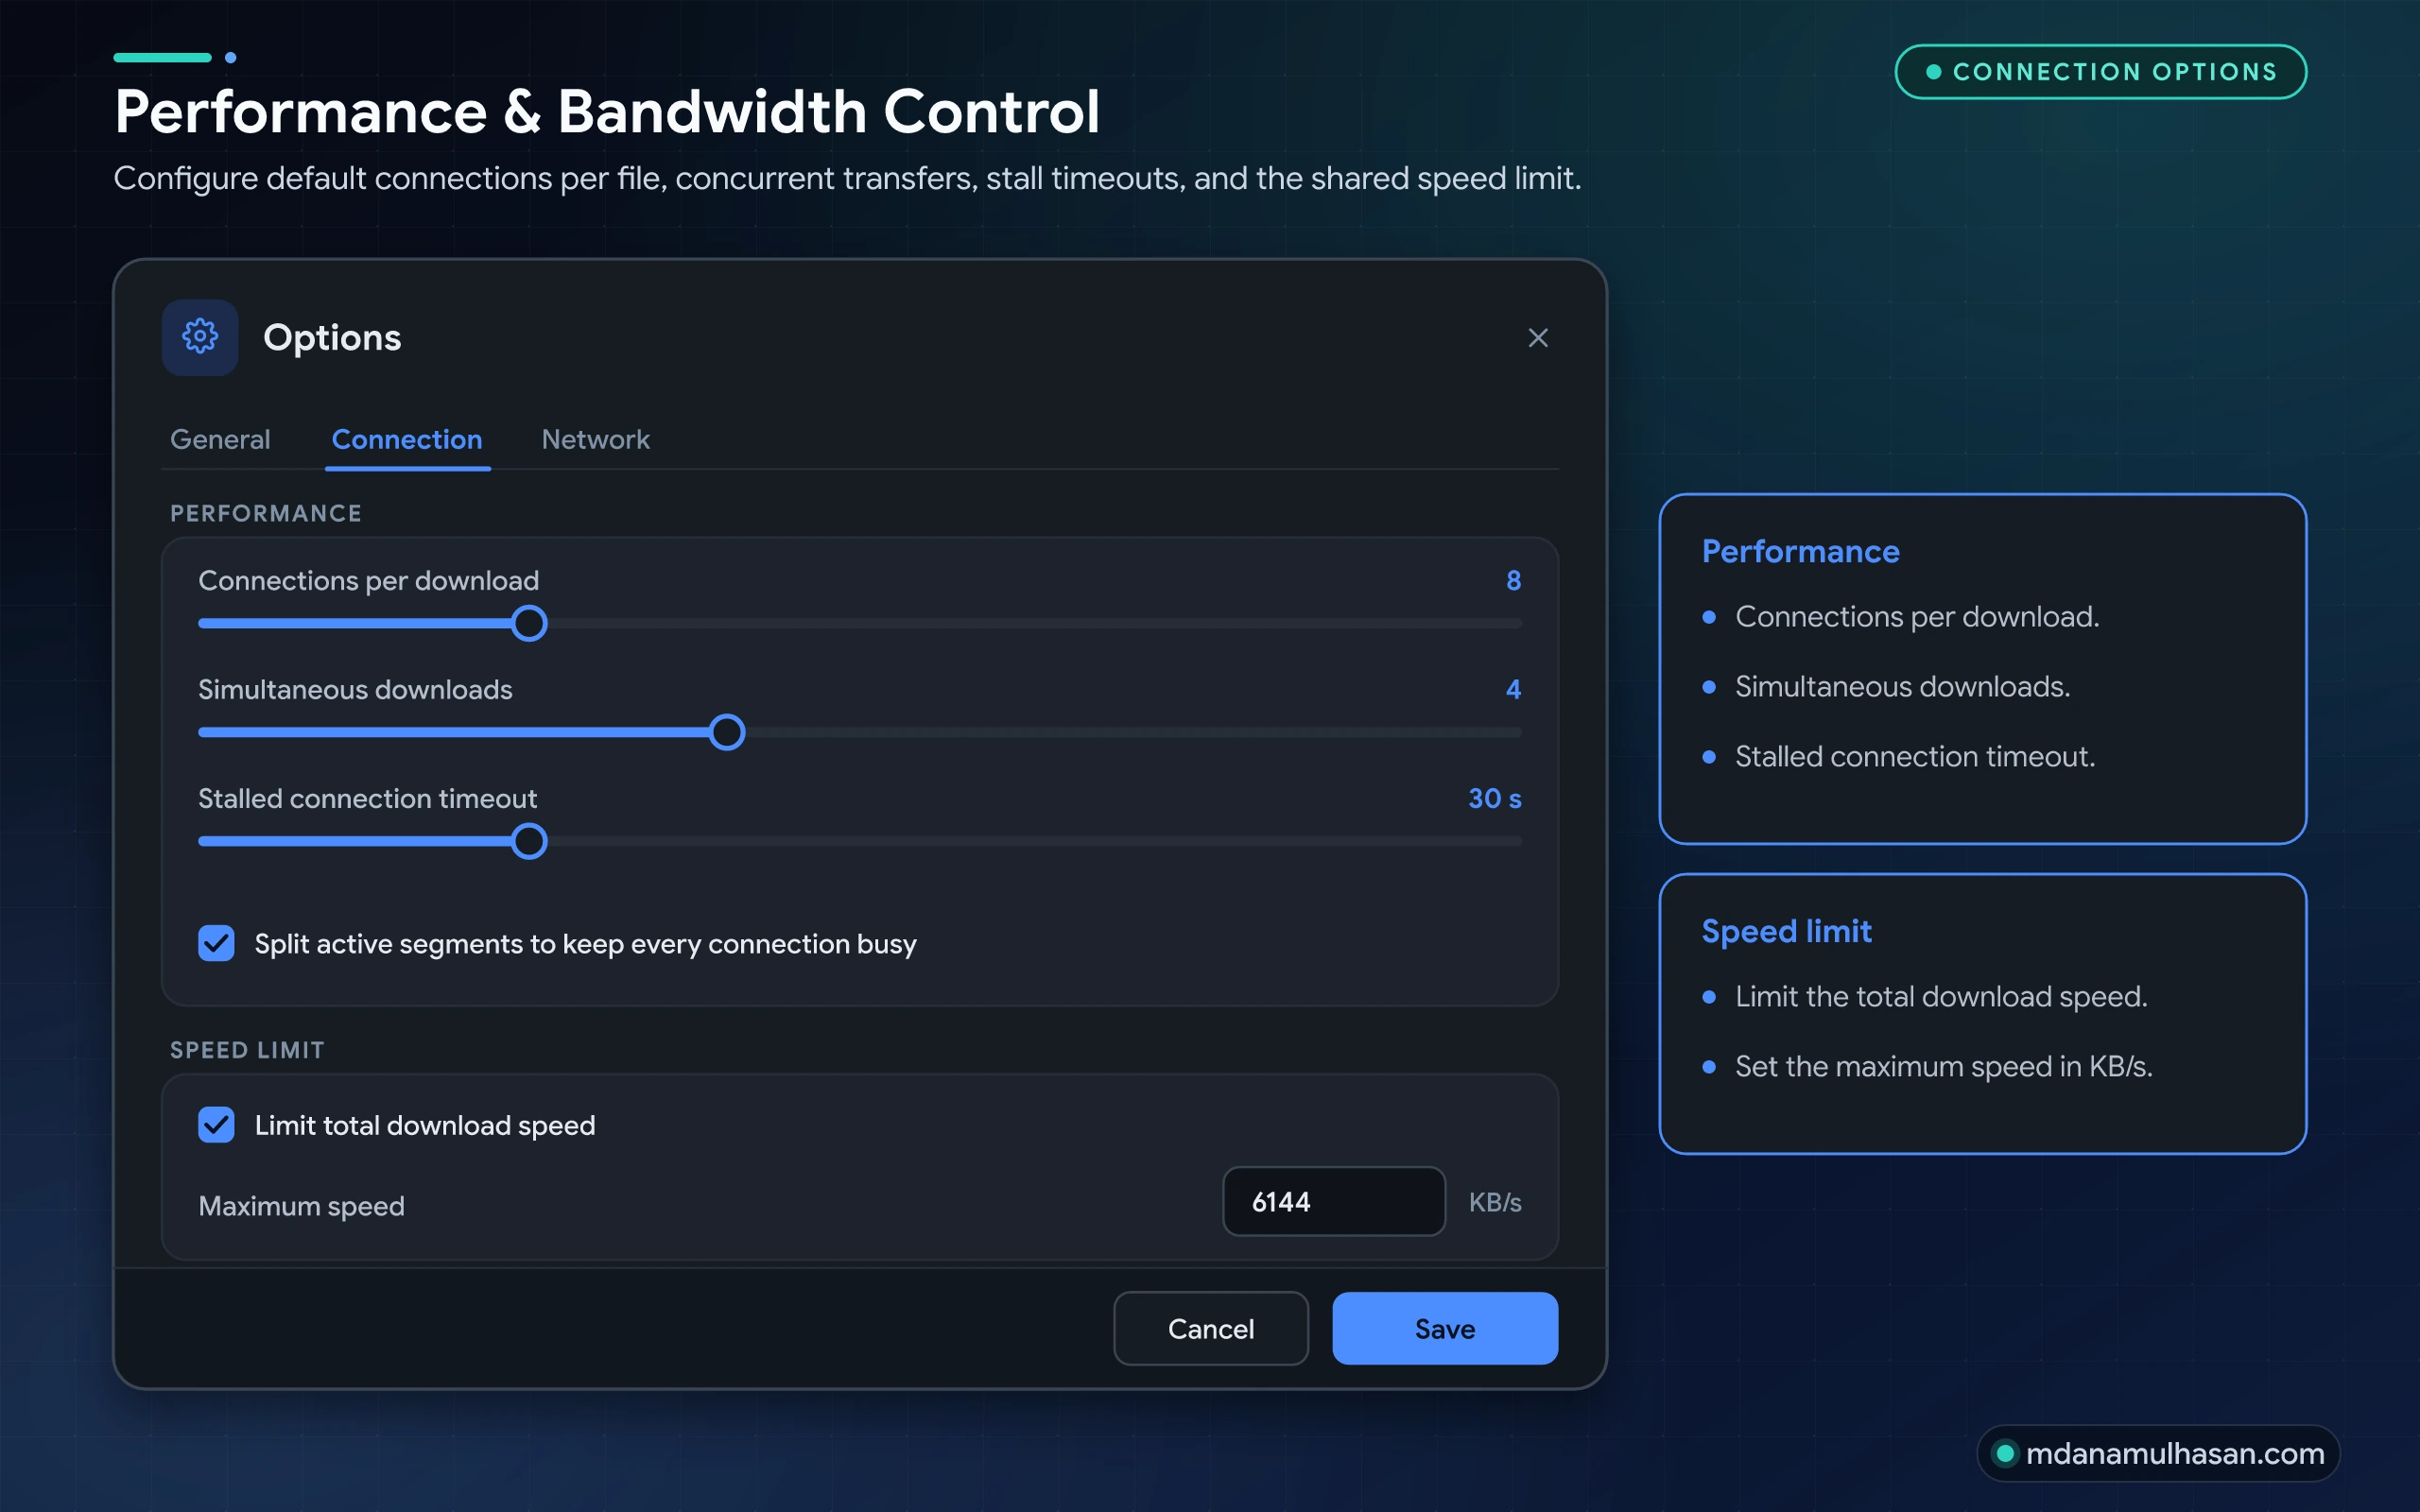 Performance & Bandwidth Control
CONNECTION OPTIONS
Configure default connections per file, concurrent transfers, stall timeouts, and the shared speed limit.
Options
General
Connection
Network
PERFORMANCE
Connections per download
8
Simultaneous downloads
4
Stalled connection timeout
30 s
Split active segments to keep every connection busy
SPEED LIMIT
Limit total download speed
Maximum speed
6144
KB/s
Cancel
Save
Performance
Connections per download.
Simultaneous downloads.
Stalled connection timeout.
Speed limit
Limit the total download speed.
Set the maximum speed in KB/s.
mdanamulhasan.com